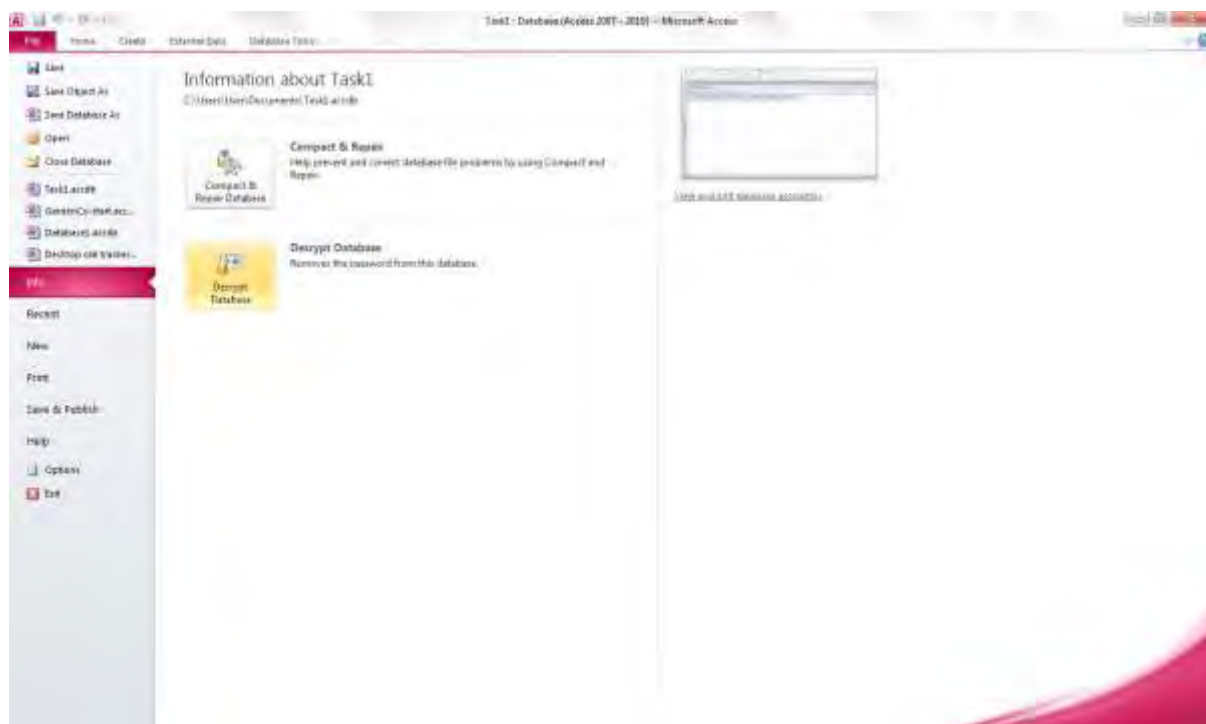 Task1 - Database (Access 2007 - 2010) - Microsoft Access
File Home Create External Data Database Tools
Save
Save Object As
Save Database As
Open
Close Database
Task1.accdb
Database1.accdb
Info
Recent
New
Print
Save & Publish
Help
Options
Exit
Information about Task1
C:\Users\User\Documents\Task1.accdb
Compact &
Repair Database
Compact & Repair
Help prevent and correct database file problems by using Compact and
Repair.
Decrypt
Database
Decrypt Database
Removes the password from this database.
View and edit database properties